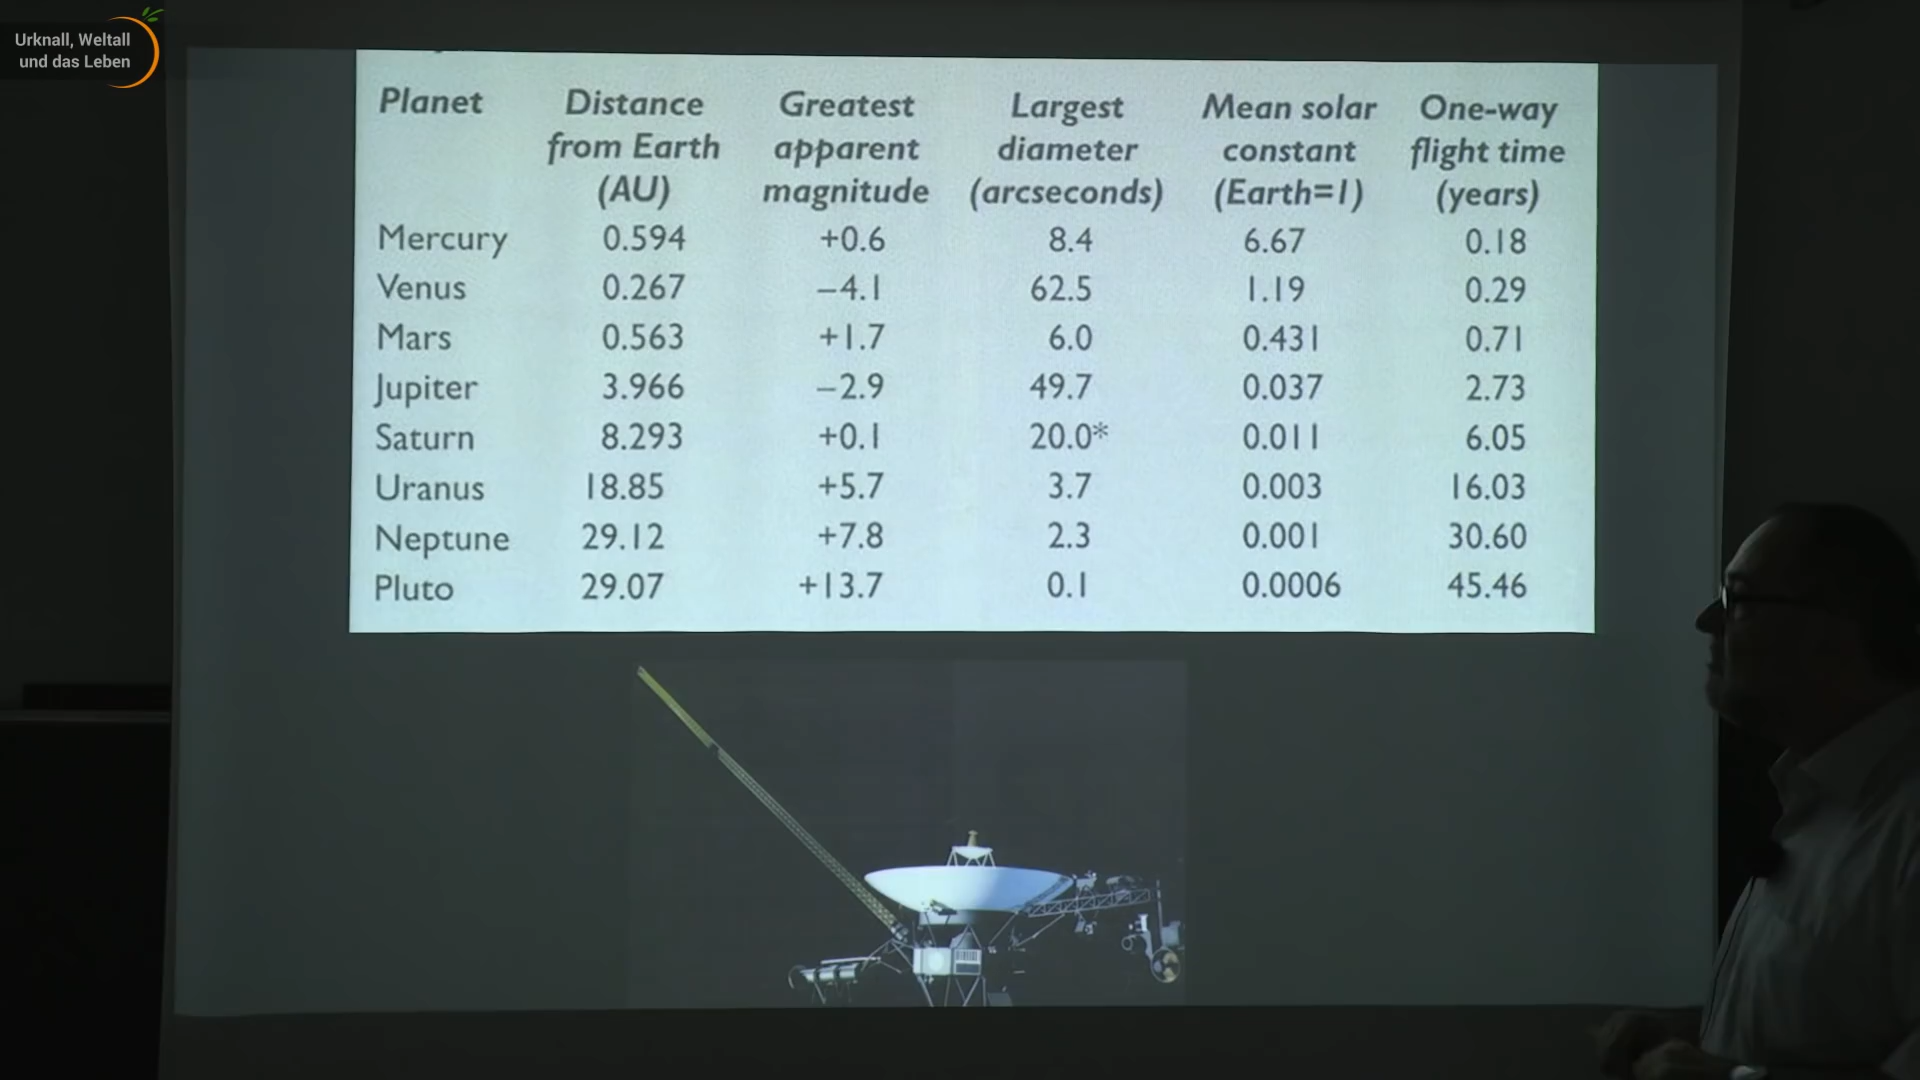 Urknall, Weltall
und das Leben
Planet Distance from Earth (AU) Greatest apparent magnitude Largest diameter (arcseconds) Mean solar constant (Earth=1) One-way flight time (years)
Mercury 0.594 +0.6 8.4 6.67 0.18
Venus 0.267 −4.1 62.5 1.19 0.29
Mars 0.563 +1.7 6.0 0.431 0.71
Jupiter 3.966 −2.9 49.7 0.037 2.73
Saturn 8.293 +0.1 20.0* 0.011 6.05
Uranus 18.85 +5.7 3.7 0.003 16.03
Neptune 29.12 +7.8 2.3 0.001 30.60
Pluto 29.07 +13.7 0.1 0.0006 45.46